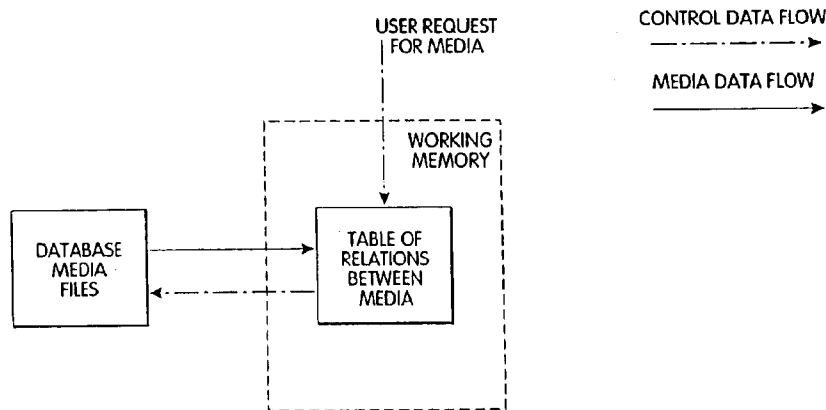 USER REQUEST
FOR MEDIA
CONTROL DATA FLOW
MEDIA DATA FLOW
WORKING
MEMORY
DATABASE
MEDIA
FILES
TABLE OF
RELATIONS
BETWEEN
MEDIA